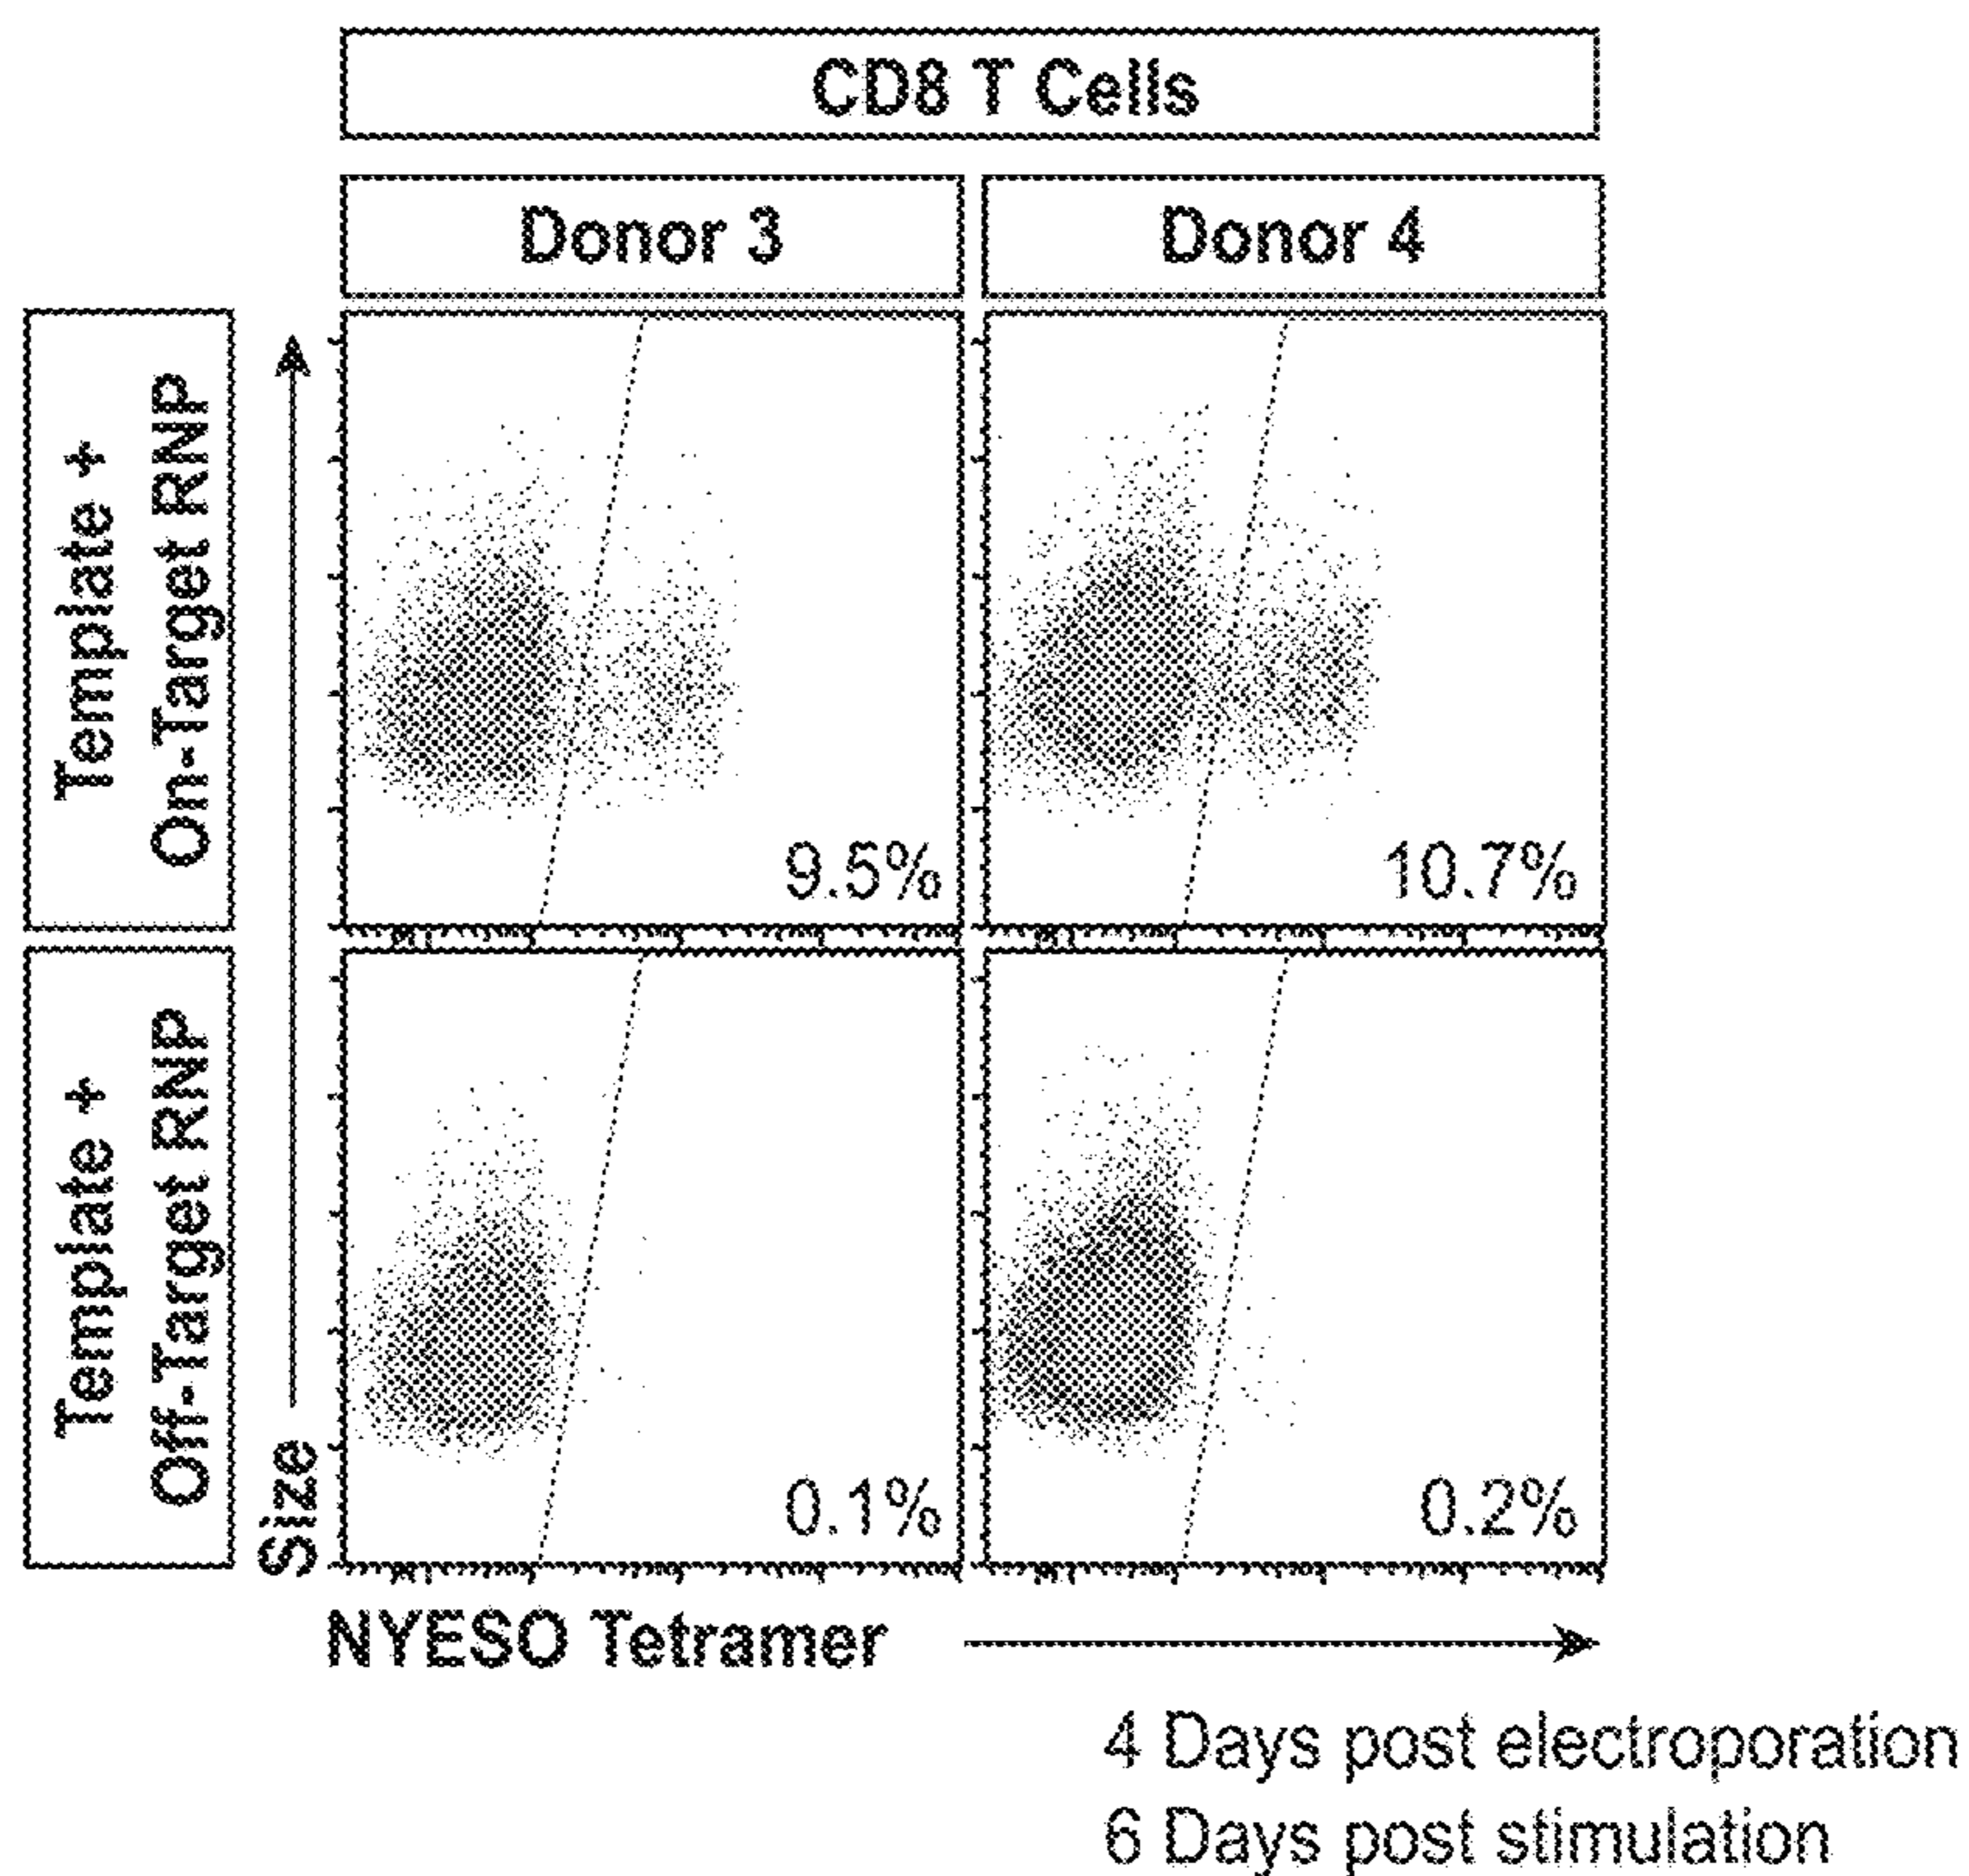 CD8 T Cells
Donor 3
Donor 4
Template +
On-Target RNP
9.5%
10.7%
Template +
Off-Target RNP
0.1%
0.2%
Size
NYESO Tetramer
4 Days post electroporation
6 Days post stimulation